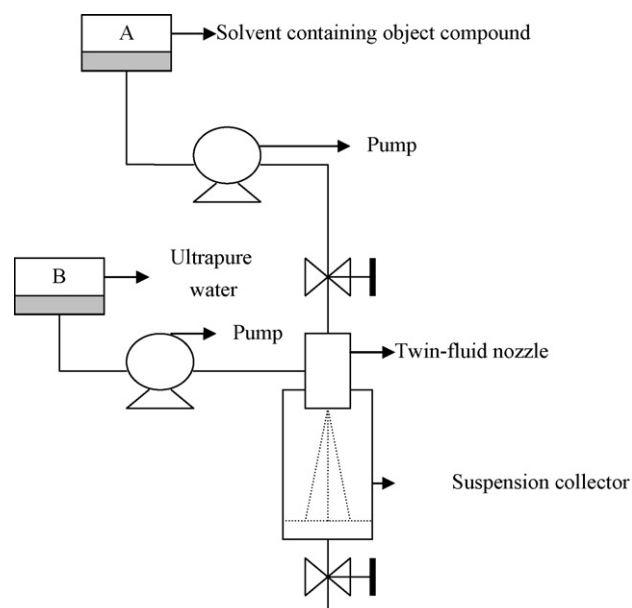 A
Solvent containing object compound
Pump
B
Ultrapure
water
Pump
Twin-fluid nozzle
Suspension collector